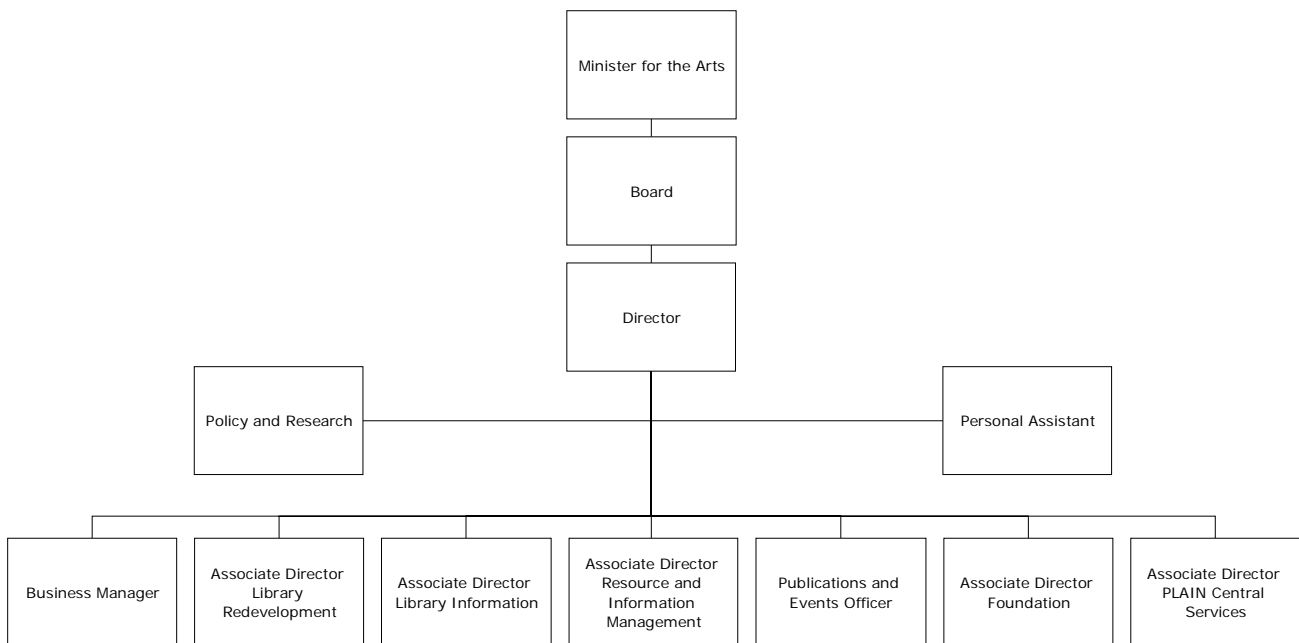 Minister for the Arts
Board
Director
Policy and Research
Personal Assistant
Business Manager
Associate Director
Library
Redevelopment
Associate Director
Library Information
Associate Director
Resource and
Information
Management
Publications and
Events Officer
Associate Director
Foundation
Associate Director
PLAIN Central
Services